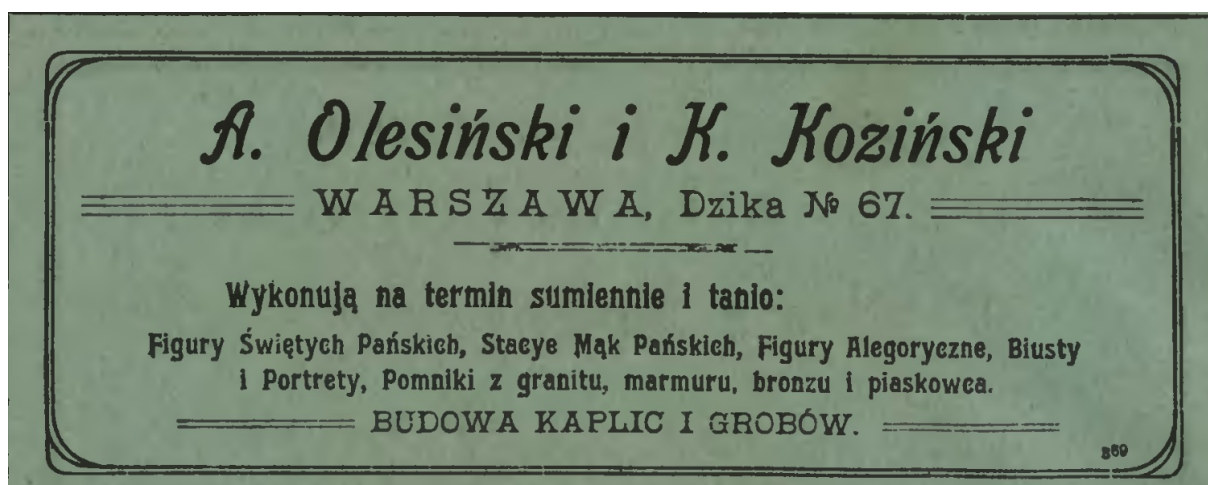 A. Olesiński i K. Koziński
WARSZAWA, Dzika № 67.
Wykonują na termin sumiennie i tanio:
Figury Świętych Pańskich, Stacye Mąk Pańskich, Figury Alegoryczne, Biusty
i Portrety, Pomniki z granitu, marmuru, bronzu i piaskowca.
BUDOWA KAPLIC I GROBÓW.
869